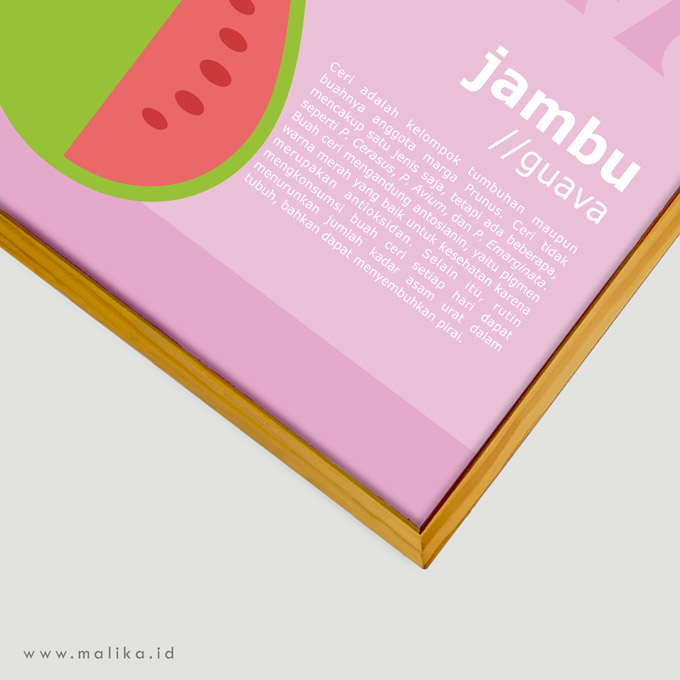 jambu
//guava
Ceri adalah kelompok tumbuhan maupun
buahnya anggota marga Prunus. Ceri tidak
mencakup satu jenis saja, tetapi ada beberapa,
seperti P. Cerasus, P. Avium, dan P. Emarginata.
Buah ceri mengandung antosianin, yaitu pigmen
warna merah yang baik untuk kesehatan karena
merupakan antioksidan. Selain itu, rutin
mengkonsumsi buah ceri setiap hari dapat
menurunkan jumlah kadar asam urat dalam
tubuh, bahkan dapat menyembuhkan pirai.
www.malika.id